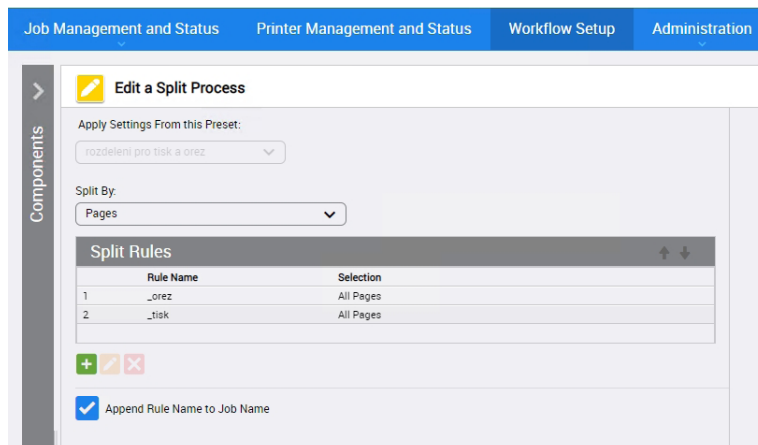 Job Management and Status Printer Management and Status Workflow Setup Administration
Edit a Split Process
Components
Apply Settings From this Preset:
rozdeleni pro tisk a orez
Split By:
Pages
Split Rules
Rule Name Selection
1 _orez All Pages
2 _tisk All Pages
Append Rule Name to Job Name